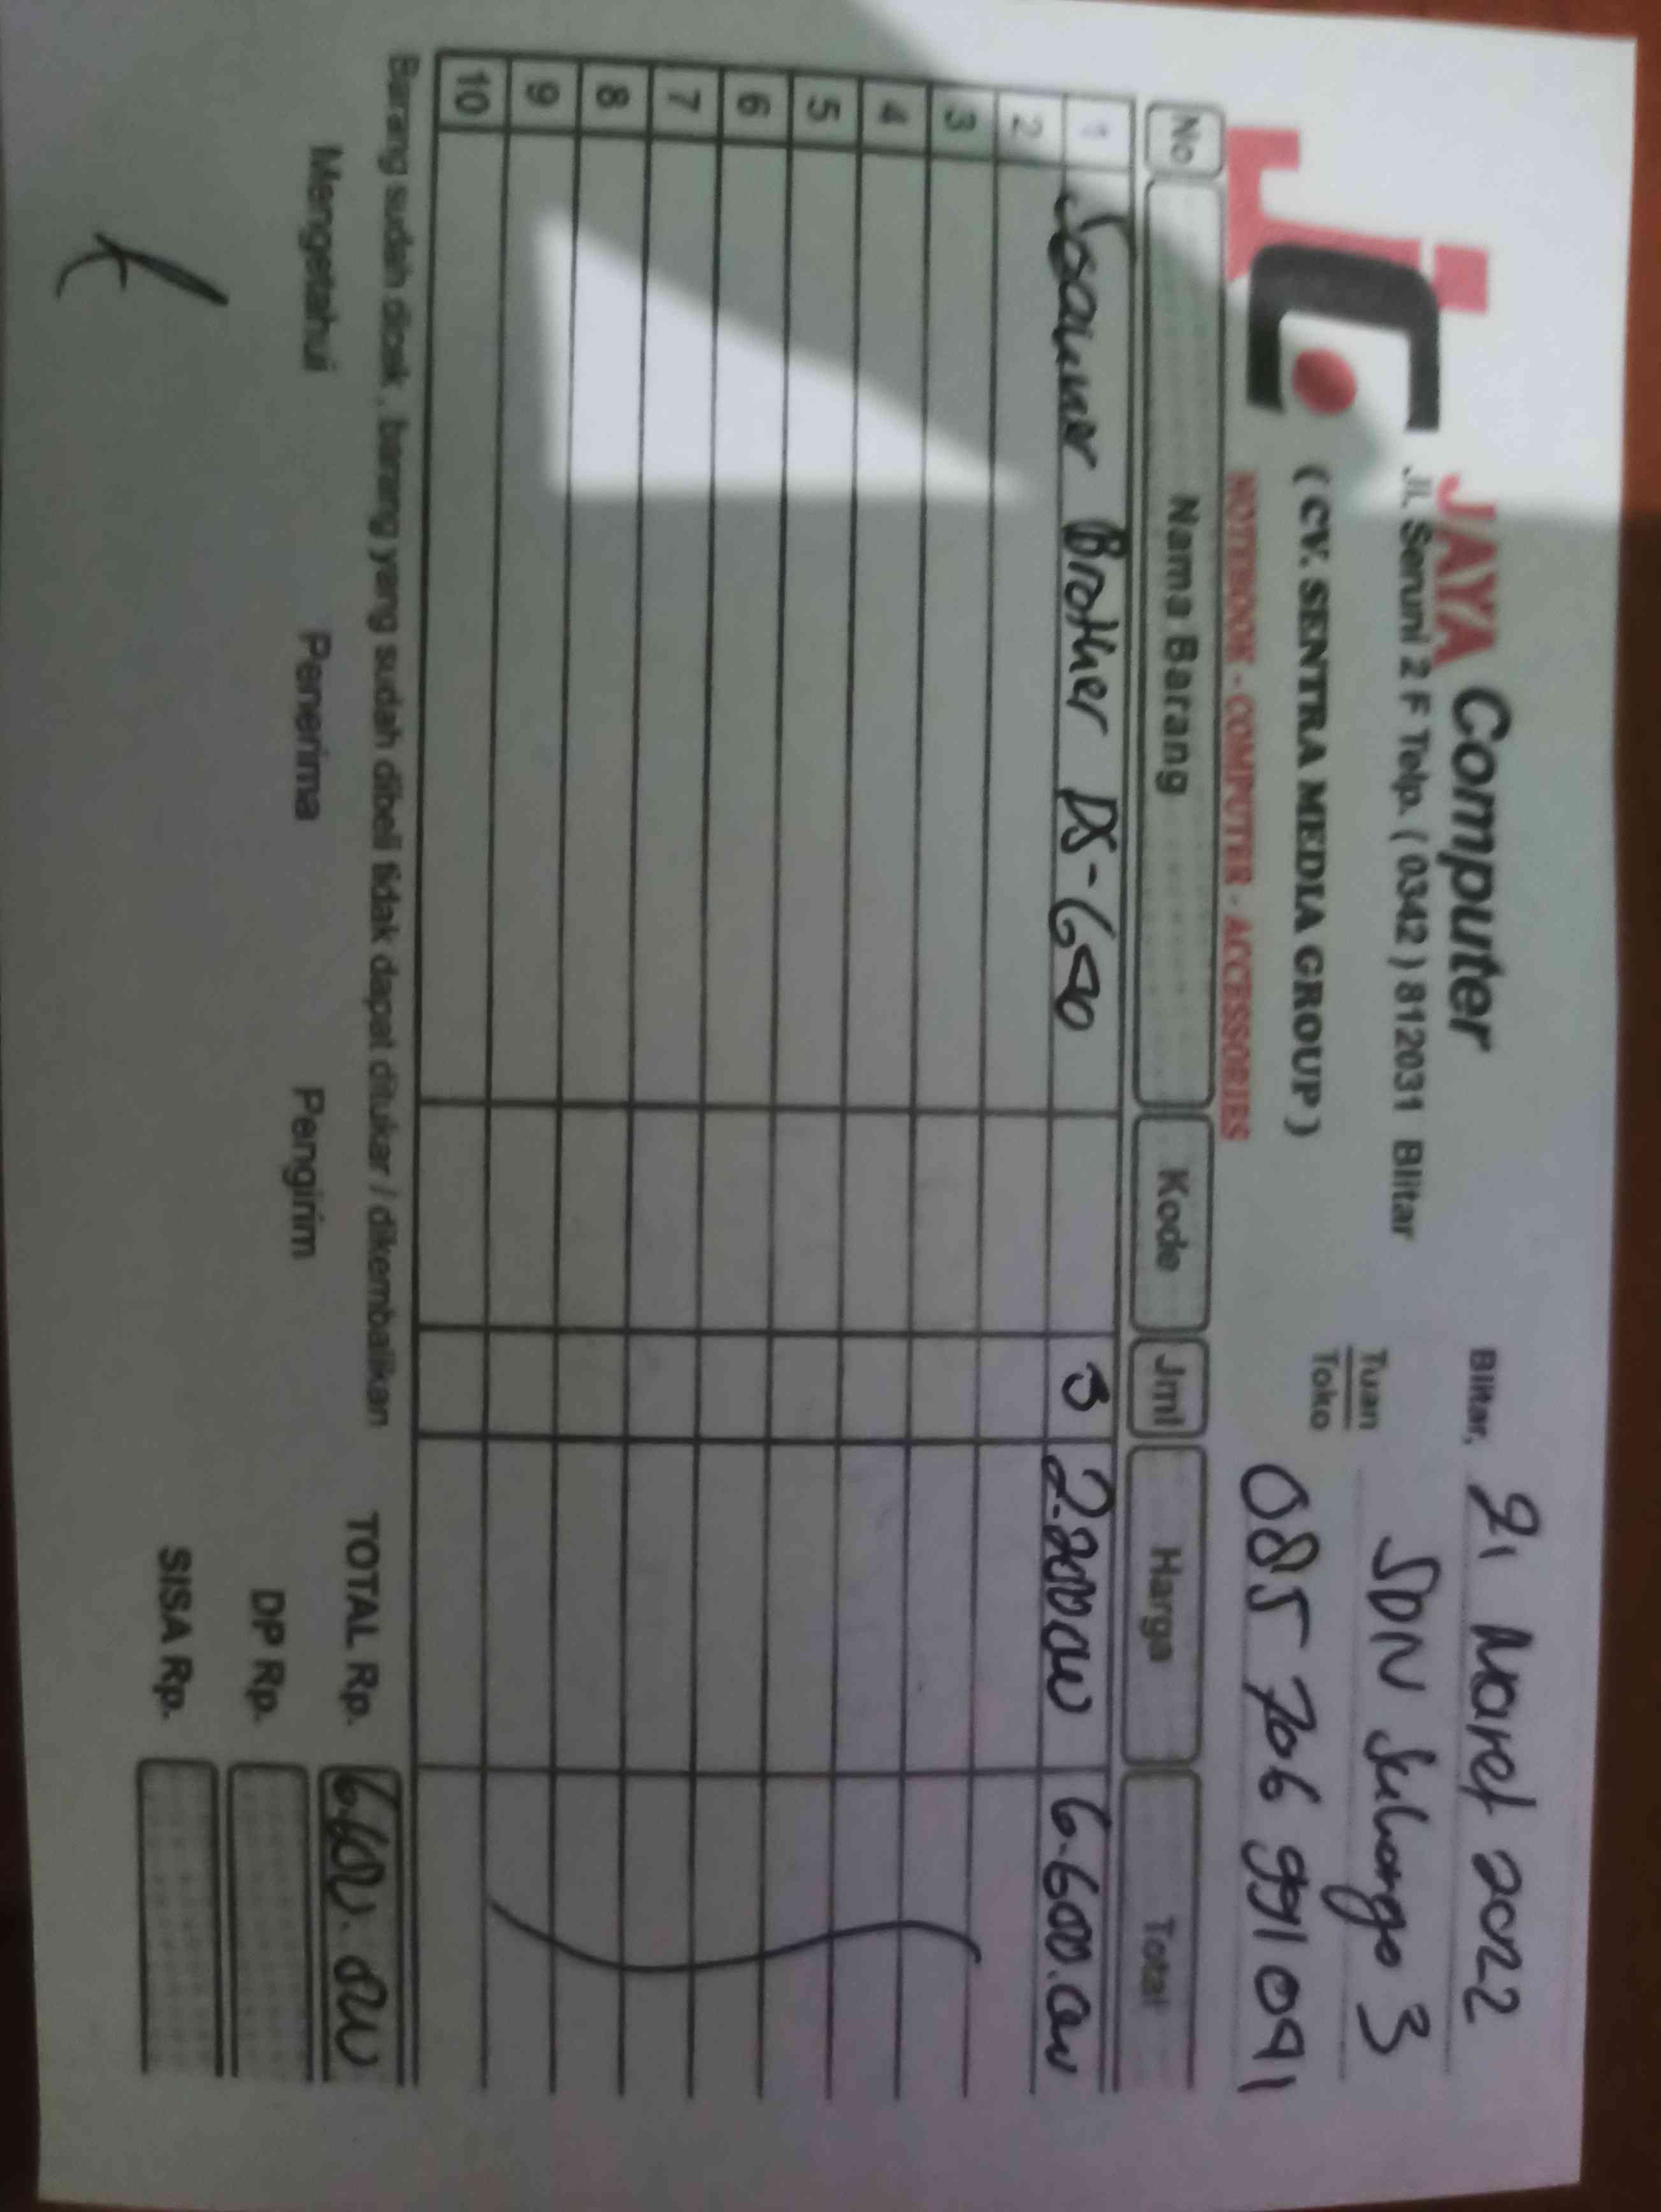 JC
JAYA Computer
Jl. Seruni 2 F Telp. ( 0342 ) 812031 Blitar
( CV. SENTRA MEDIA GROUP )
NOTEBOOK - COMPUTER - ACCESSORIES
Blitar, 21 Maret 2022
Tuan
Toko
SDN Sukorejo 3
085 706 991 091
No Nama Barang Kode Jml Harga Total
1 Scanner Brother DS-640 3 2.200.000 6.600.000
2
3
4
5
6
7
8
9
10
Barang sudah dicek, barang yang sudah dibeli tidak dapat ditukar / dikembalikan
Mengetahui Penerima Pengirim
TOTAL Rp. 6.600.000
DP Rp.
SISA Rp.